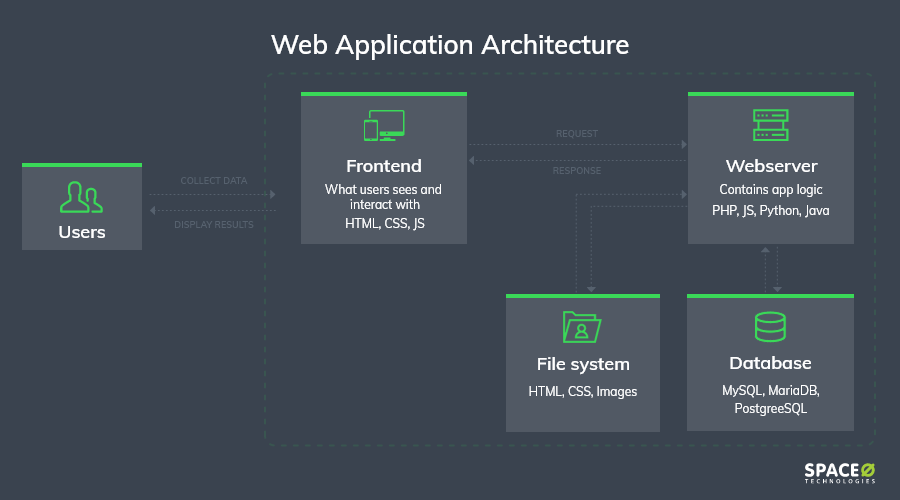 Web Application Architecture
Users
COLLECT DATA
DISPLAY RESULTS
Frontend
What users sees and
interact with
HTML, CSS, JS
REQUEST
RESPONSE
Webserver
Contains app logic
PHP, JS, Python, Java
File system
HTML, CSS, Images
Database
MySQL, MariaDB,
PostgreeSQL
SPACEO
TECHNOLOGIES